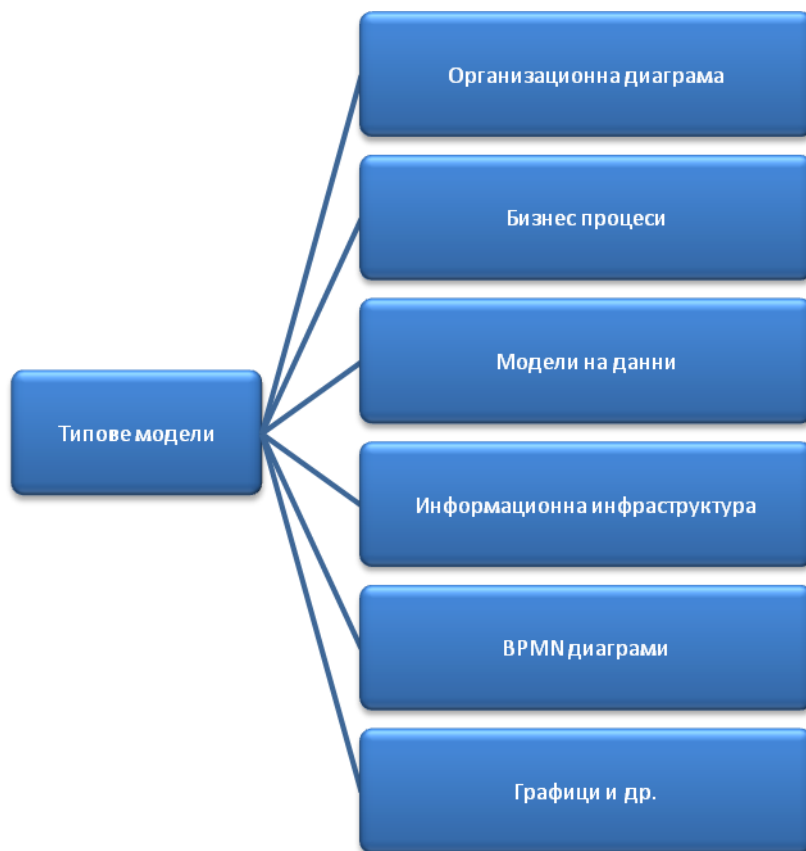 Организационна диаграма
Бизнес процеси
Модели на данни
Типове модели
Информационна инфраструктура
BPMN диаграми
Графици и др.